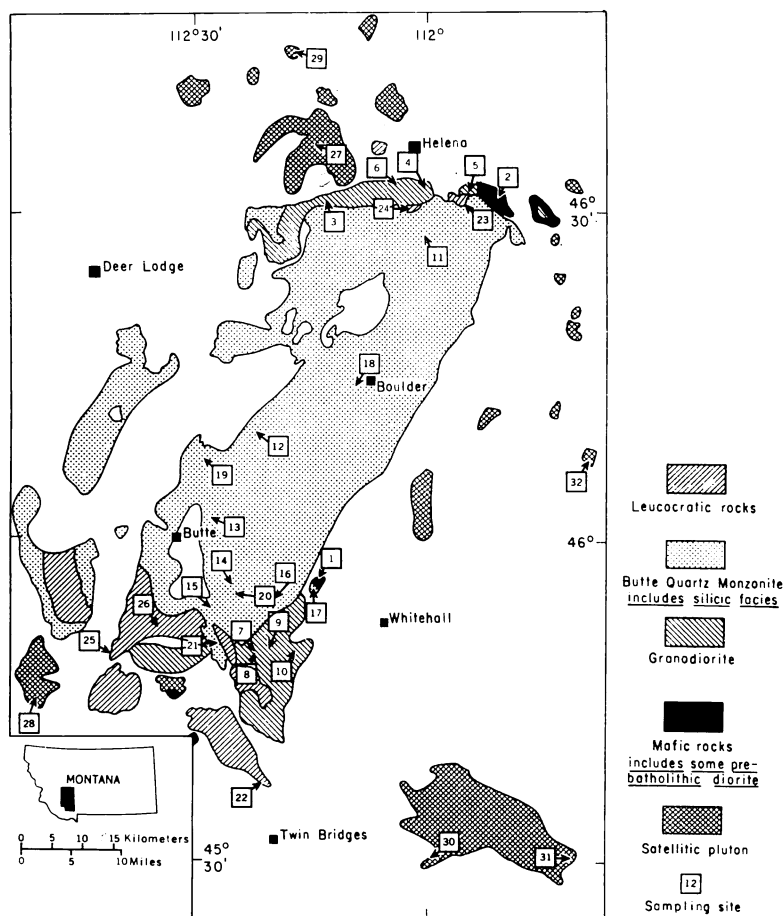 112°30'
112°
29
Helena
27
6
4
5
2
46°
30'
3
24
23
11
Deer Lodge
18
Boulder
12
19
32
13
Butte
46°
14
1
15
16
20
17
26
9
Whitehall
7
25
21
8
10
28
22
MONTANA
0 5 10 15 Kilometers
0 5 10 Miles
Twin Bridges
45°
30'
30
31
Leucocratic rocks
Butte Quartz Monzonite
includes silicic facies
Granodiorite
Mafic rocks
includes some pre-
batholithic diorite
Satellitic pluton
12
Sampling site